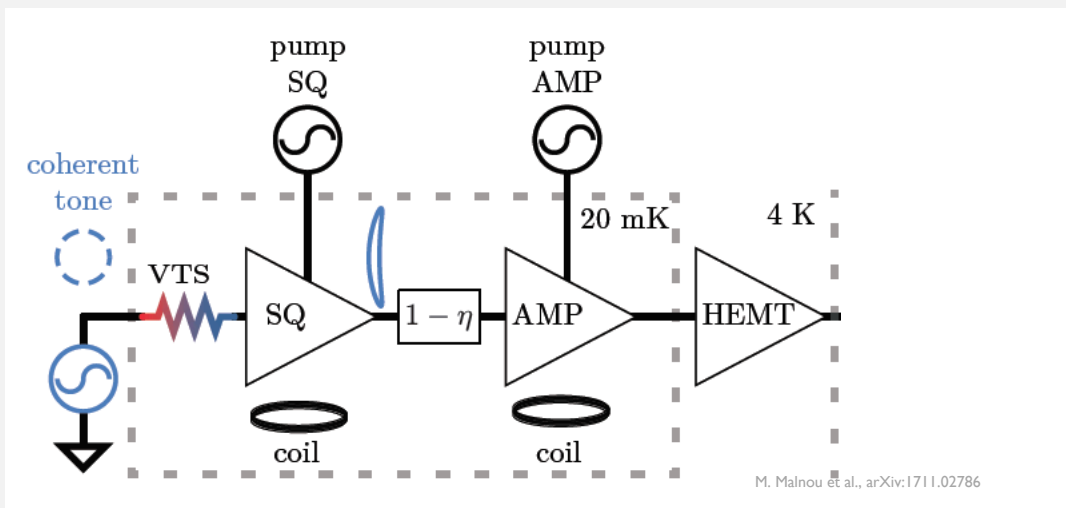 pump
SQ
pump
AMP
coherent
tone
20 mK
4 K
VTS
SQ
1 − η
AMP
HEMT
coil
coil
M. Malnou et al., arXiv:1711.02786